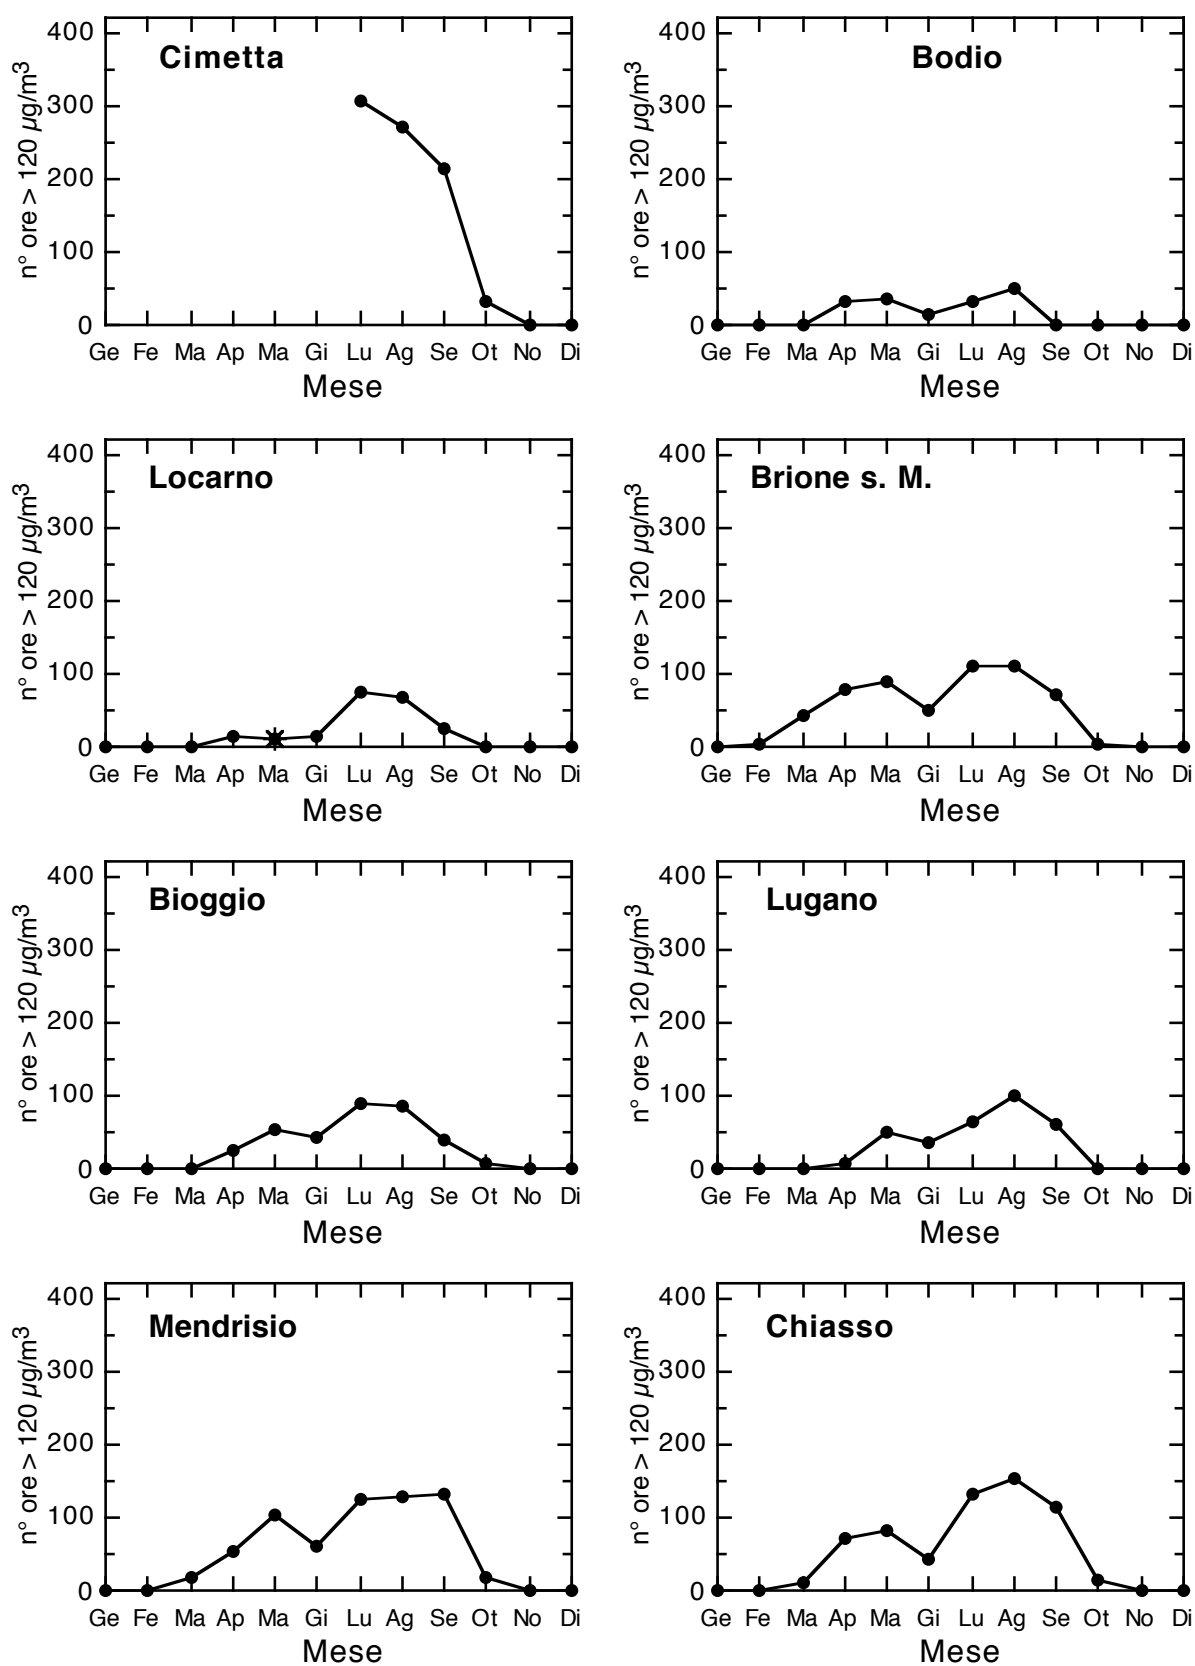 Cimetta
n° ore > 120 µg/m3
400
300
200
100
0
Ge Fe Ma Ap Ma Gi Lu Ag Se Ot No Di
Mese
Bodio
n° ore > 120 µg/m3
400
300
200
100
0
Ge Fe Ma Ap Ma Gi Lu Ag Se Ot No Di
Mese
Locarno
n° ore > 120 µg/m3
400
300
200
100
0
Ge Fe Ma Ap Ma Gi Lu Ag Se Ot No Di
Mese
Brione s. M.
n° ore > 120 µg/m3
400
300
200
100
0
Ge Fe Ma Ap Ma Gi Lu Ag Se Ot No Di
Mese
Bioggio
n° ore > 120 µg/m3
400
300
200
100
0
Ge Fe Ma Ap Ma Gi Lu Ag Se Ot No Di
Mese
Lugano
n° ore > 120 µg/m3
400
300
200
100
0
Ge Fe Ma Ap Ma Gi Lu Ag Se Ot No Di
Mese
Mendrisio
n° ore > 120 µg/m3
400
300
200
100
0
Ge Fe Ma Ap Ma Gi Lu Ag Se Ot No Di
Mese
Chiasso
n° ore > 120 µg/m3
400
300
200
100
0
Ge Fe Ma Ap Ma Gi Lu Ag Se Ot No Di
Mese